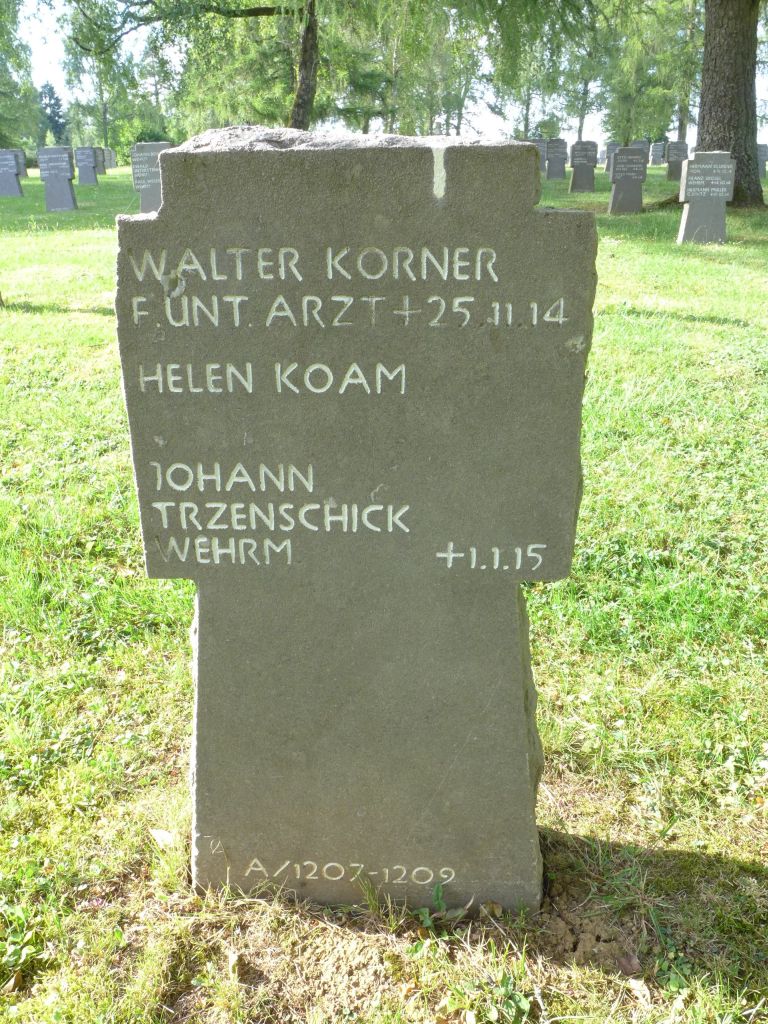 WALTER KORNER
F. UNT. ARZT +25.11.14
HELEN KOAM
JOHANN
TRZENSCHICK
WEHRM +1.1.15
A/1207-1209